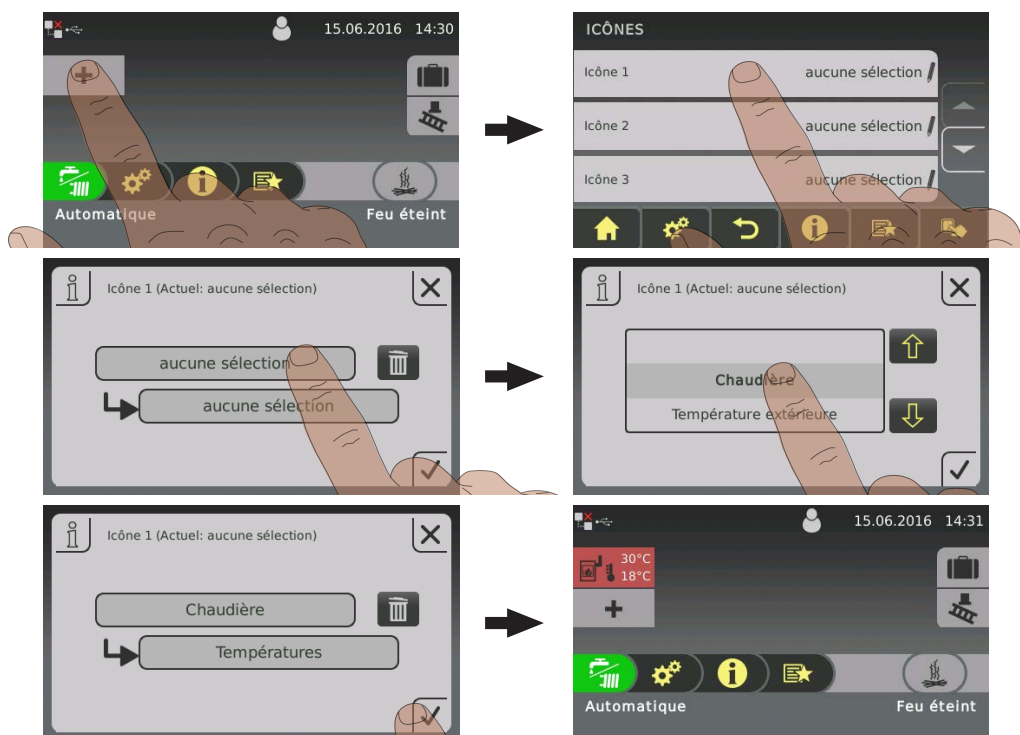 15.06.2016 14:30
Automatique
Feu éteint
ICÔNES
Icône 1 aucune sélection
Icône 2 aucune sélection
Icône 3 aucune sélection
Icône 1 (Actuel: aucune sélection)
aucune sélection
aucune sélection
Icône 1 (Actuel: aucune sélection)
Chaudière
Température extérieure
Icône 1 (Actuel: aucune sélection)
Chaudière
Températures
15.06.2016 14:31
30°C
18°C
Automatique
Feu éteint